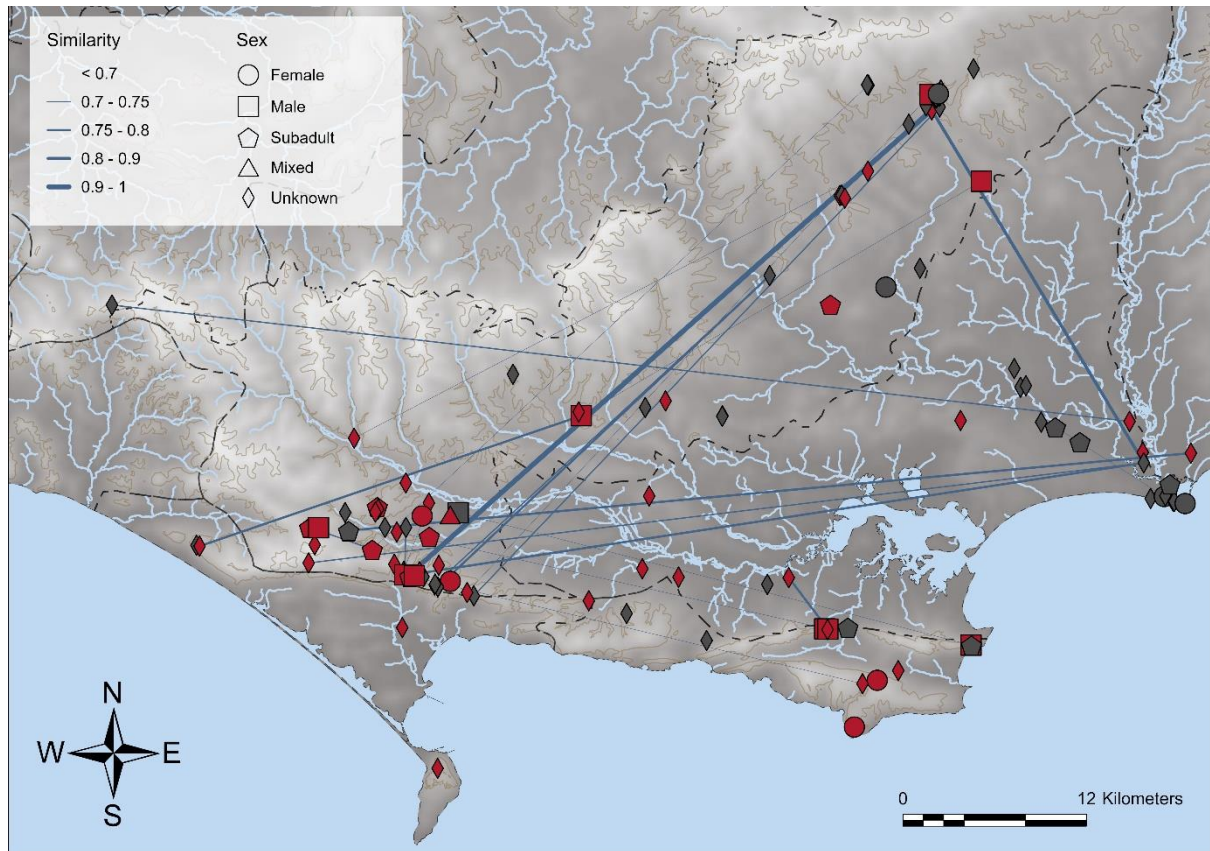 Similarity
< 0.7
0.7 - 0.75
0.75 - 0.8
0.8 - 0.9
0.9 - 1
Sex
Female
Male
Subadult
Mixed
Unknown
N
W E
S
0 12 Kilometers